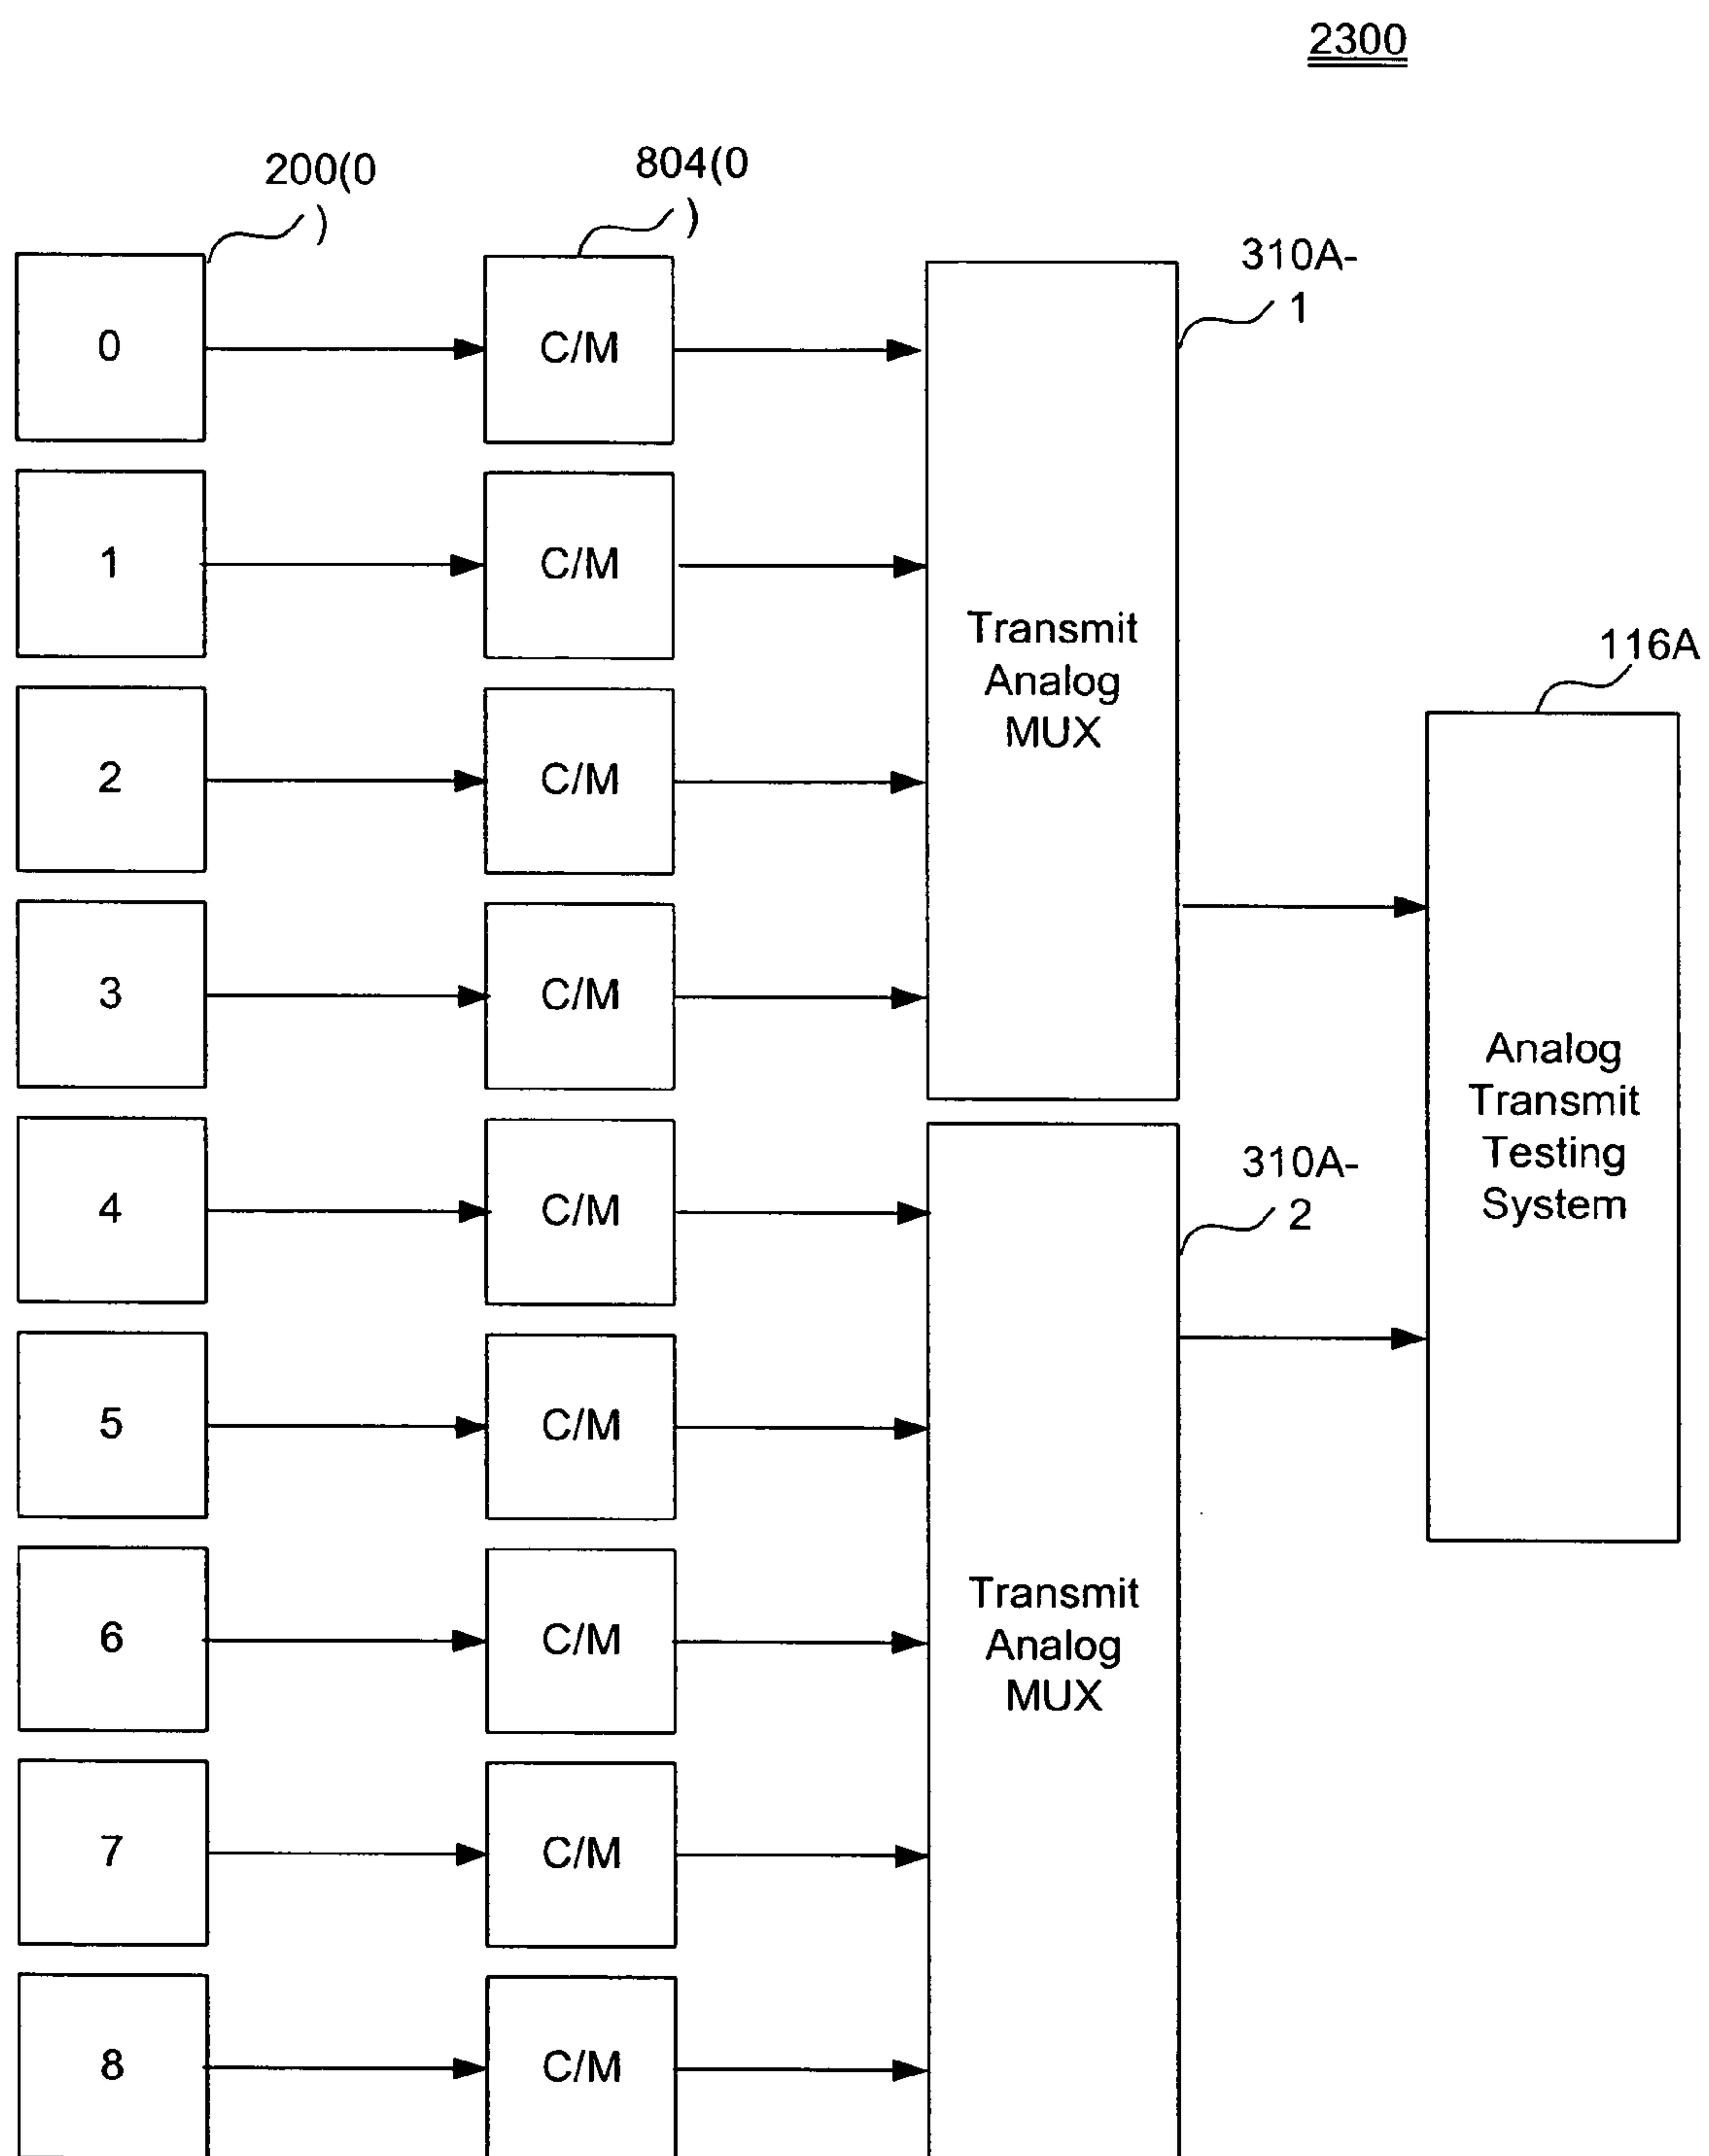 2300
200(0
)
804(0
)
310A-
1
0
C/M
1
C/M
Transmit
Analog
MUX
116A
2
C/M
3
C/M
Analog
Transmit
Testing
System
4
C/M
310A-
2
5
C/M
6
C/M
Transmit
Analog
MUX
7
C/M
8
C/M